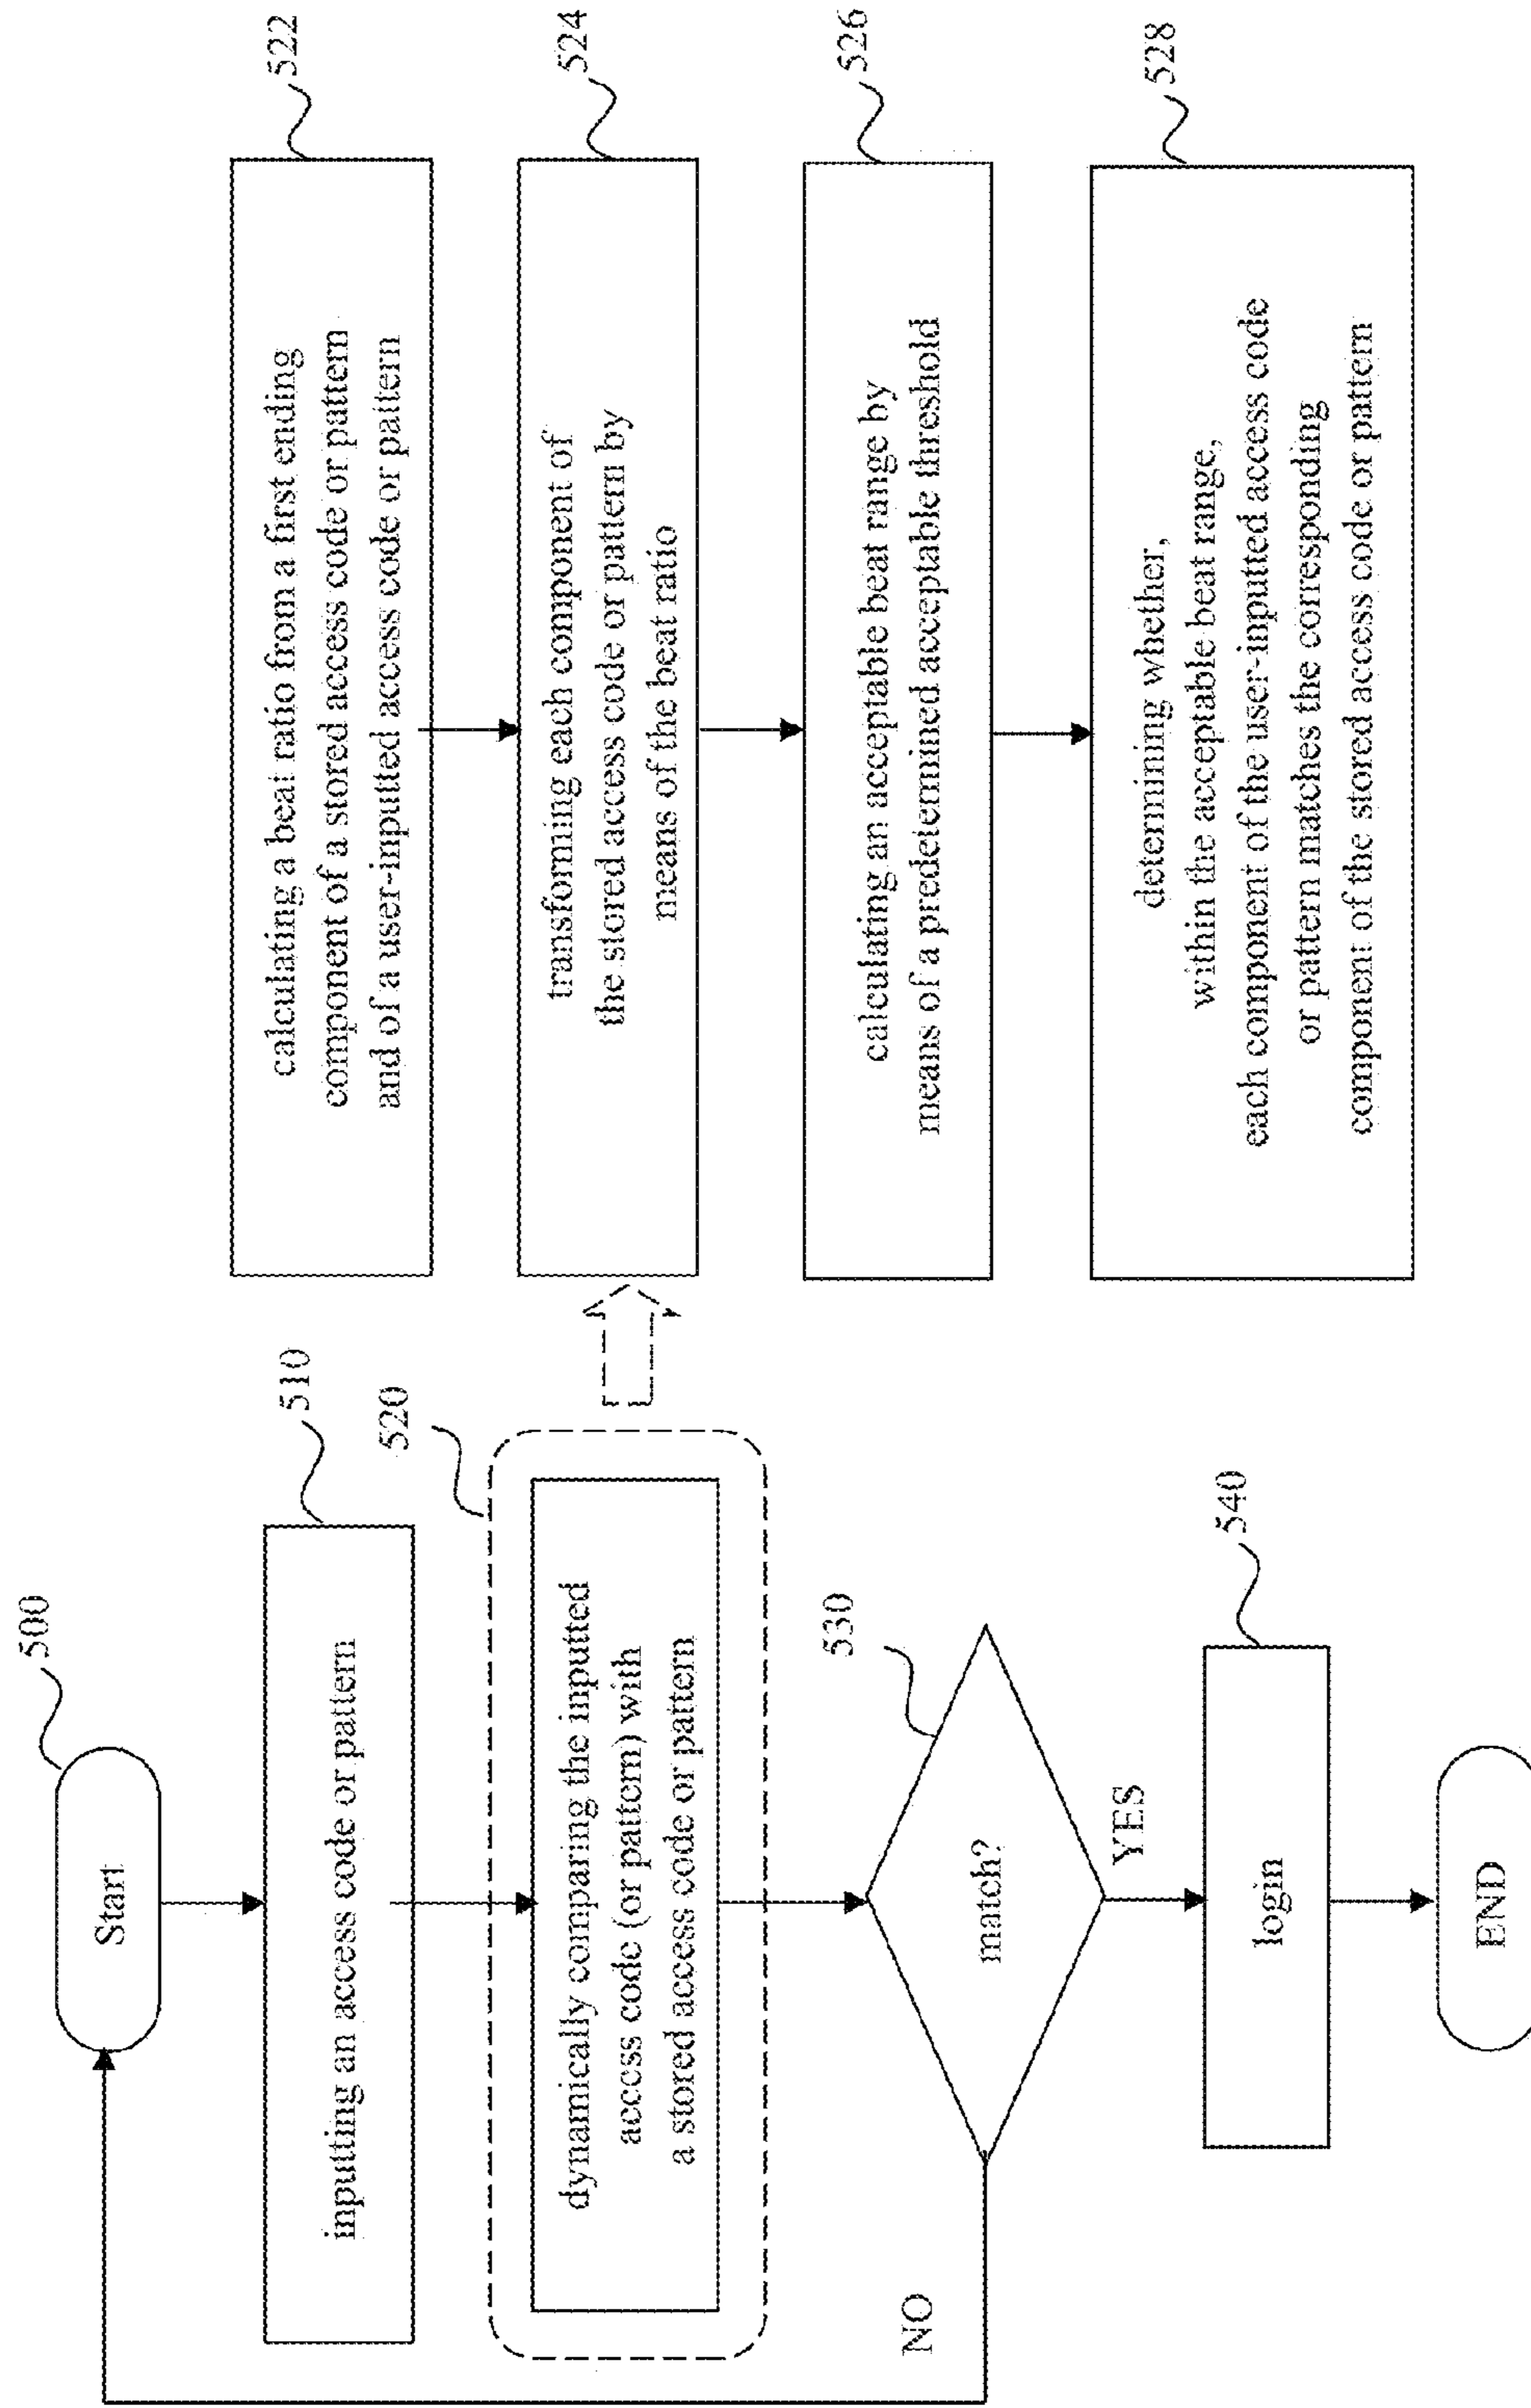 500
Start
510
inputting an access code or pattern
520
dynamically comparing the inputted
access code (or pattern) with
a stored access code or pattern
530
match?
NO
YES
540
login
END
522
calculating a beat ratio from a first ending
component of a stored access code or pattern
and of a user-inputted access code or pattern
524
transforming each component of
the stored access code or pattern by
means of the beat ratio
526
calculating an acceptable beat range by
means of a predetermined acceptable threshold
528
determining whether,
within the acceptable beat range,
each component of the user-inputted access code
or pattern matches the corresponding
component of the stored access code or pattern